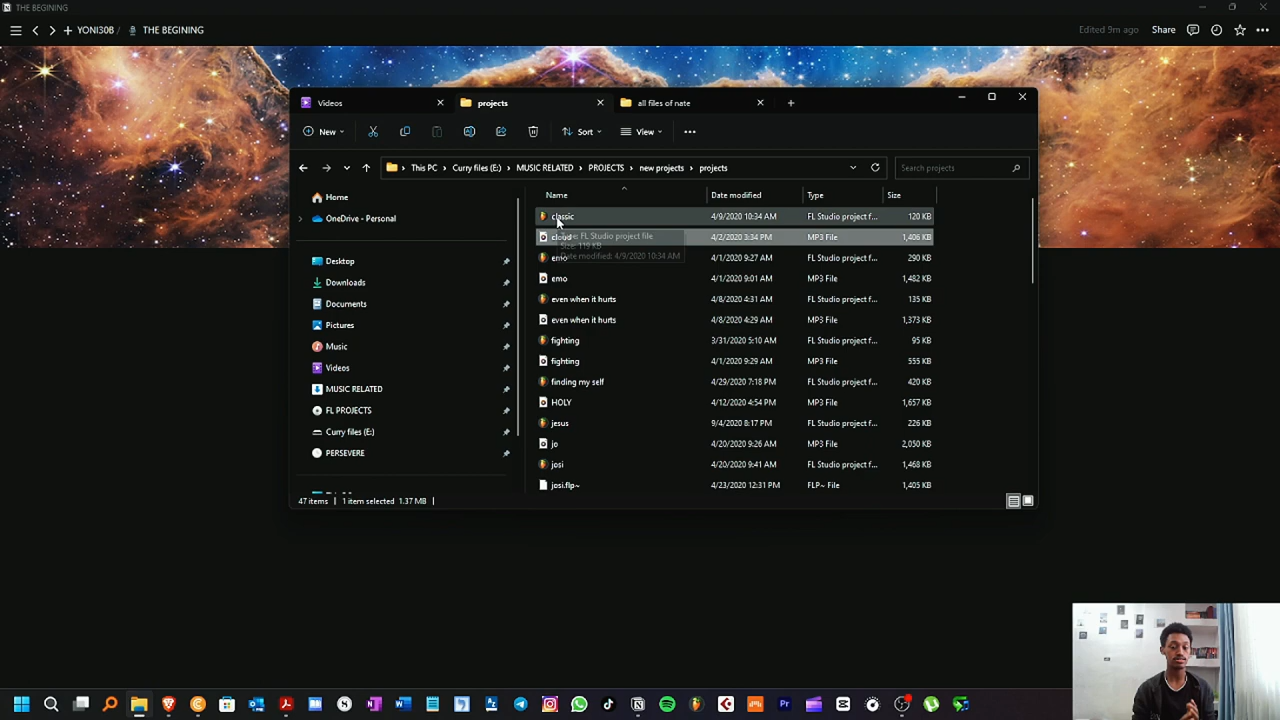 THE BEGINING
YONI30B / THE BEGINING
Edited 9m ago Share
Videos projects all files of nate
New Sort View
This PC > Curry files (E:) > MUSIC RELATED > PROJECTS > new projects > projects Search projects
Home
OneDrive - Personal
Desktop
Downloads
Documents
Pictures
Music
Videos
MUSIC RELATED
FL PROJECTS
Curry files (E:)
PERSEVERE
Name Date modified Type Size
classic 4/9/2020 10:34 AM FL Studio project f... 120 KB
4/2/2020 3:34 PM MP3 File 1,406 KB
emo 4/1/2020 9:27 AM FL Studio project f... 290 KB
emo 4/1/2020 9:01 AM MP3 File 1,482 KB
even when it hurts 4/8/2020 4:31 AM FL Studio project f... 135 KB
even when it hurts 4/8/2020 4:29 AM MP3 File 1,373 KB
fighting 3/31/2020 5:10 AM FL Studio project f... 95 KB
fighting 4/1/2020 9:29 AM MP3 File 555 KB
finding my self 4/29/2020 7:18 PM FL Studio project f... 420 KB
HOLY 4/12/2020 4:54 PM MP3 File 1,657 KB
jesus 9/4/2020 8:17 PM FL Studio project f... 226 KB
jo 4/20/2020 9:26 AM MP3 File 2,050 KB
josi 4/20/2020 9:41 AM FL Studio project f... 1,468 KB
josi.flp~ 4/23/2020 12:31 PM FLP~ File 1,405 KB
Type: FL Studio project file
Size: 119 KB
Date modified: 4/9/2020 10:34 AM
47 items 1 item selected 1.37 MB